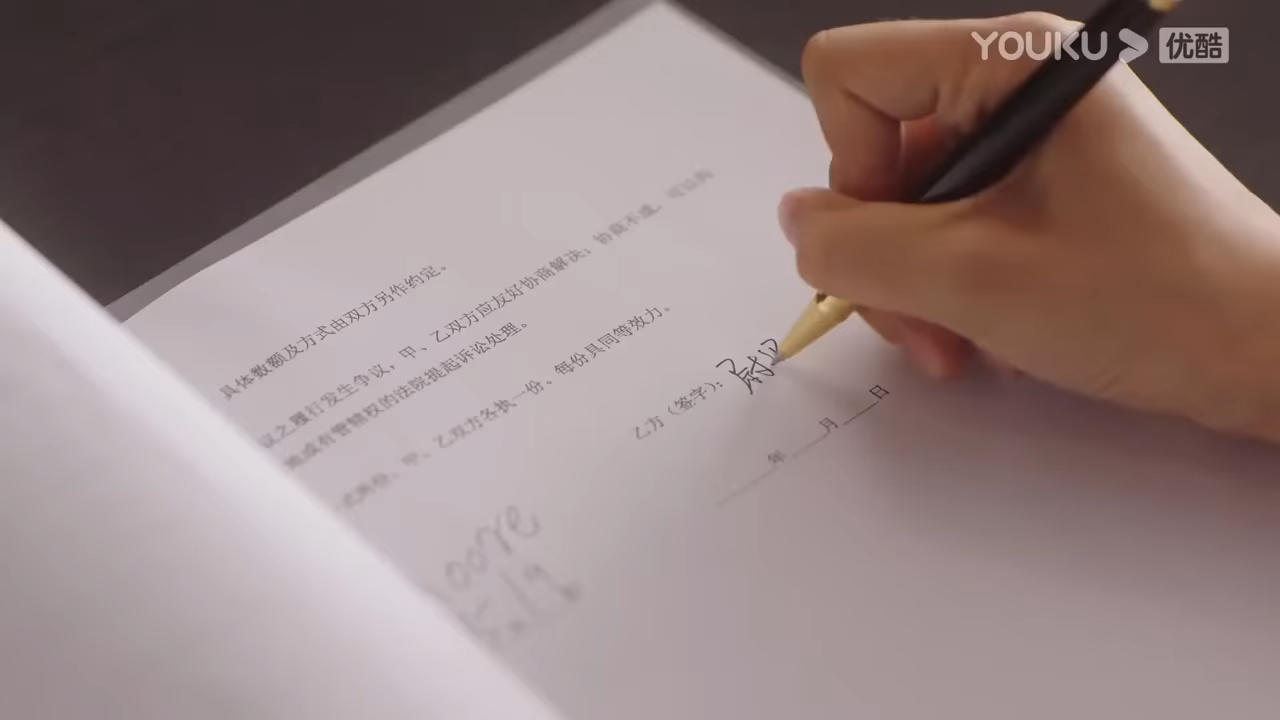 YOUKU 优酷
具体数额及方式由双方另作约定。
议之履行发生争议，甲、乙双方应友好协商解决；协商不成，可以向
地或有管辖权的法院提起诉讼处理。
式两份，甲、乙双方各执一份。每份具同等效力。
乙方（签字）：尉
年 月 日
oore